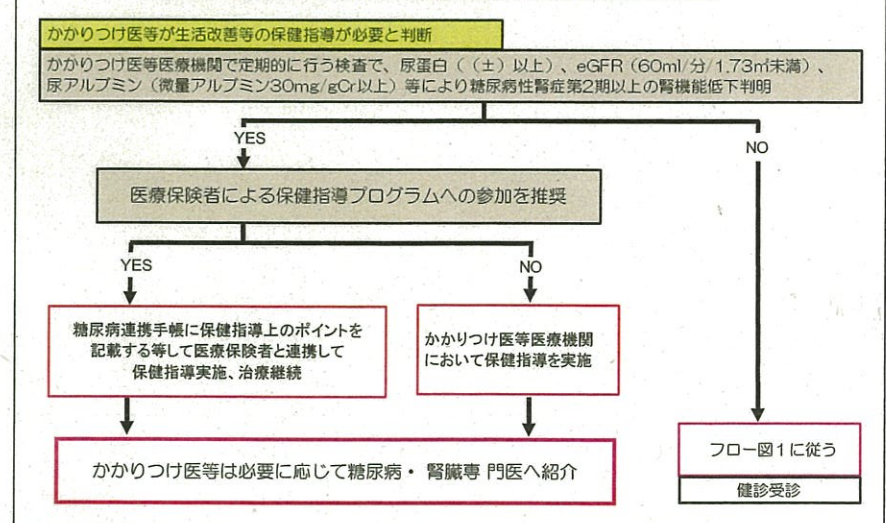 かかりつけ医等が生活改善等の保健指導が必要と判断
かかりつけ医等医療機関で定期的に行う検査で、尿蛋白((±)以上)、eGFR(60ml/分/1.73㎡未満)、
尿アルブミン(微量アルブミン30mg/gCr以上)等により糖尿病性腎症第2期以上の腎機能低下判明
YES
NO
医療保険者による保健指導プログラムへの参加を推奨
YES
NO
糖尿病連携手帳に保健指導上のポイントを
記載する等して医療保険者と連携して
保健指導実施、治療継続
かかりつけ医等医療機関
において保健指導を実施
かかりつけ医等は必要に応じて糖尿病・ 腎臓専 門医へ紹介
フロー図1に従う
健診受診